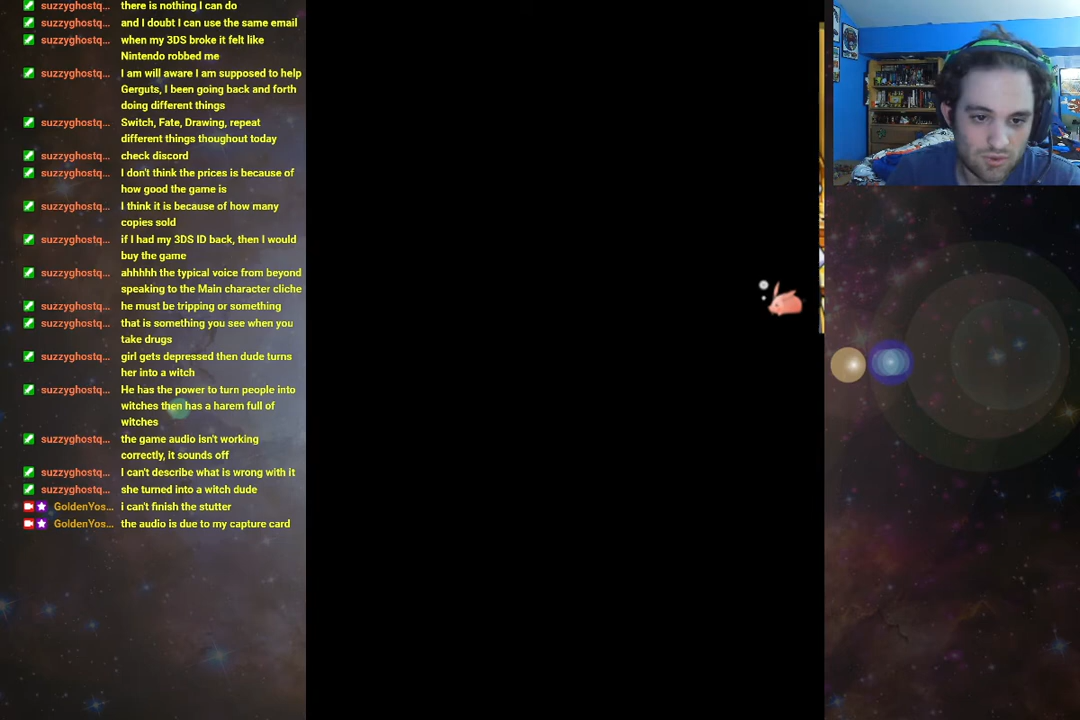 suzzyghostq... there is nothing I can do
suzzyghostq... and I doubt I can use the same email
suzzyghostq... when my 3DS broke it felt like
Nintendo robbed me
suzzyghostq... I am will aware I am supposed to help
Gerguts, I been going back and forth
doing different things
suzzyghostq... Switch, Fate, Drawing, repeat
different things thoughout today
suzzyghostq... check discord
suzzyghostq... I don't think the prices is because of
how good the game is
suzzyghostq... I think it is because of how many
copies sold
suzzyghostq... if I had my 3DS ID back, then I would
buy the game
suzzyghostq... ahhhhh the typical voice from beyond
speaking to the Main character cliche
suzzyghostq... he must be tripping or something
suzzyghostq... that is something you see when you
take drugs
suzzyghostq... girl gets depressed then dude turns
her into a witch
suzzyghostq... He has the power to turn people into
witches then has a harem full of
witches
suzzyghostq... the game audio isn't working
correctly, it sounds off
suzzyghostq... I can't describe what is wrong with it
suzzyghostq... she turned into a witch dude
GoldenYos... i can't finish the stutter
GoldenYos... the audio is due to my capture card